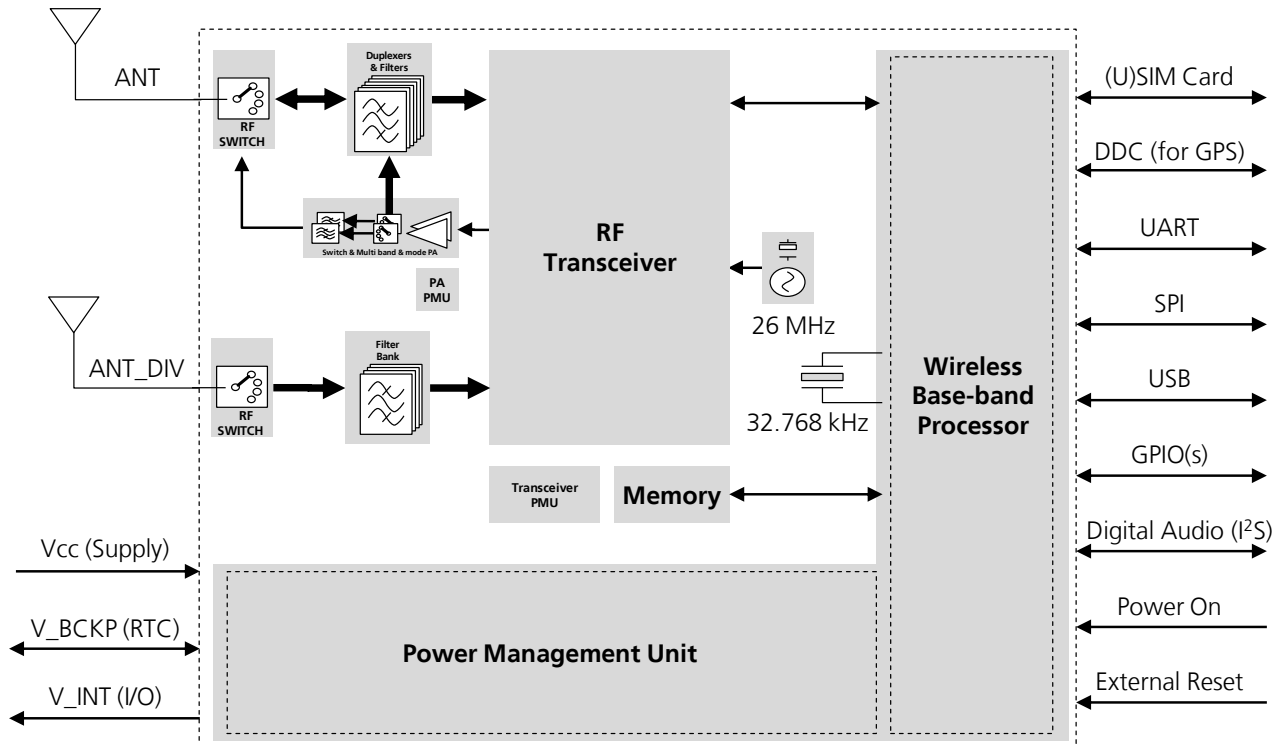 ANT
RF
SWITCH
Duplexers
& Filters
Switch & Multi band & mode PA
PA
PMU
RF
Transceiver
26 MHz
32.768 kHz
ANT_DIV
RF
SWITCH
Filter
Bank
Transceiver
PMU
Memory
Wireless
Base-band
Processor
Power Management Unit
Vcc (Supply)
V_BCKP (RTC)
V_INT (I/O)
(U)SIM Card
DDC (for GPS)
UART
SPI
USB
GPIO(s)
Digital Audio (I²S)
Power On
External Reset